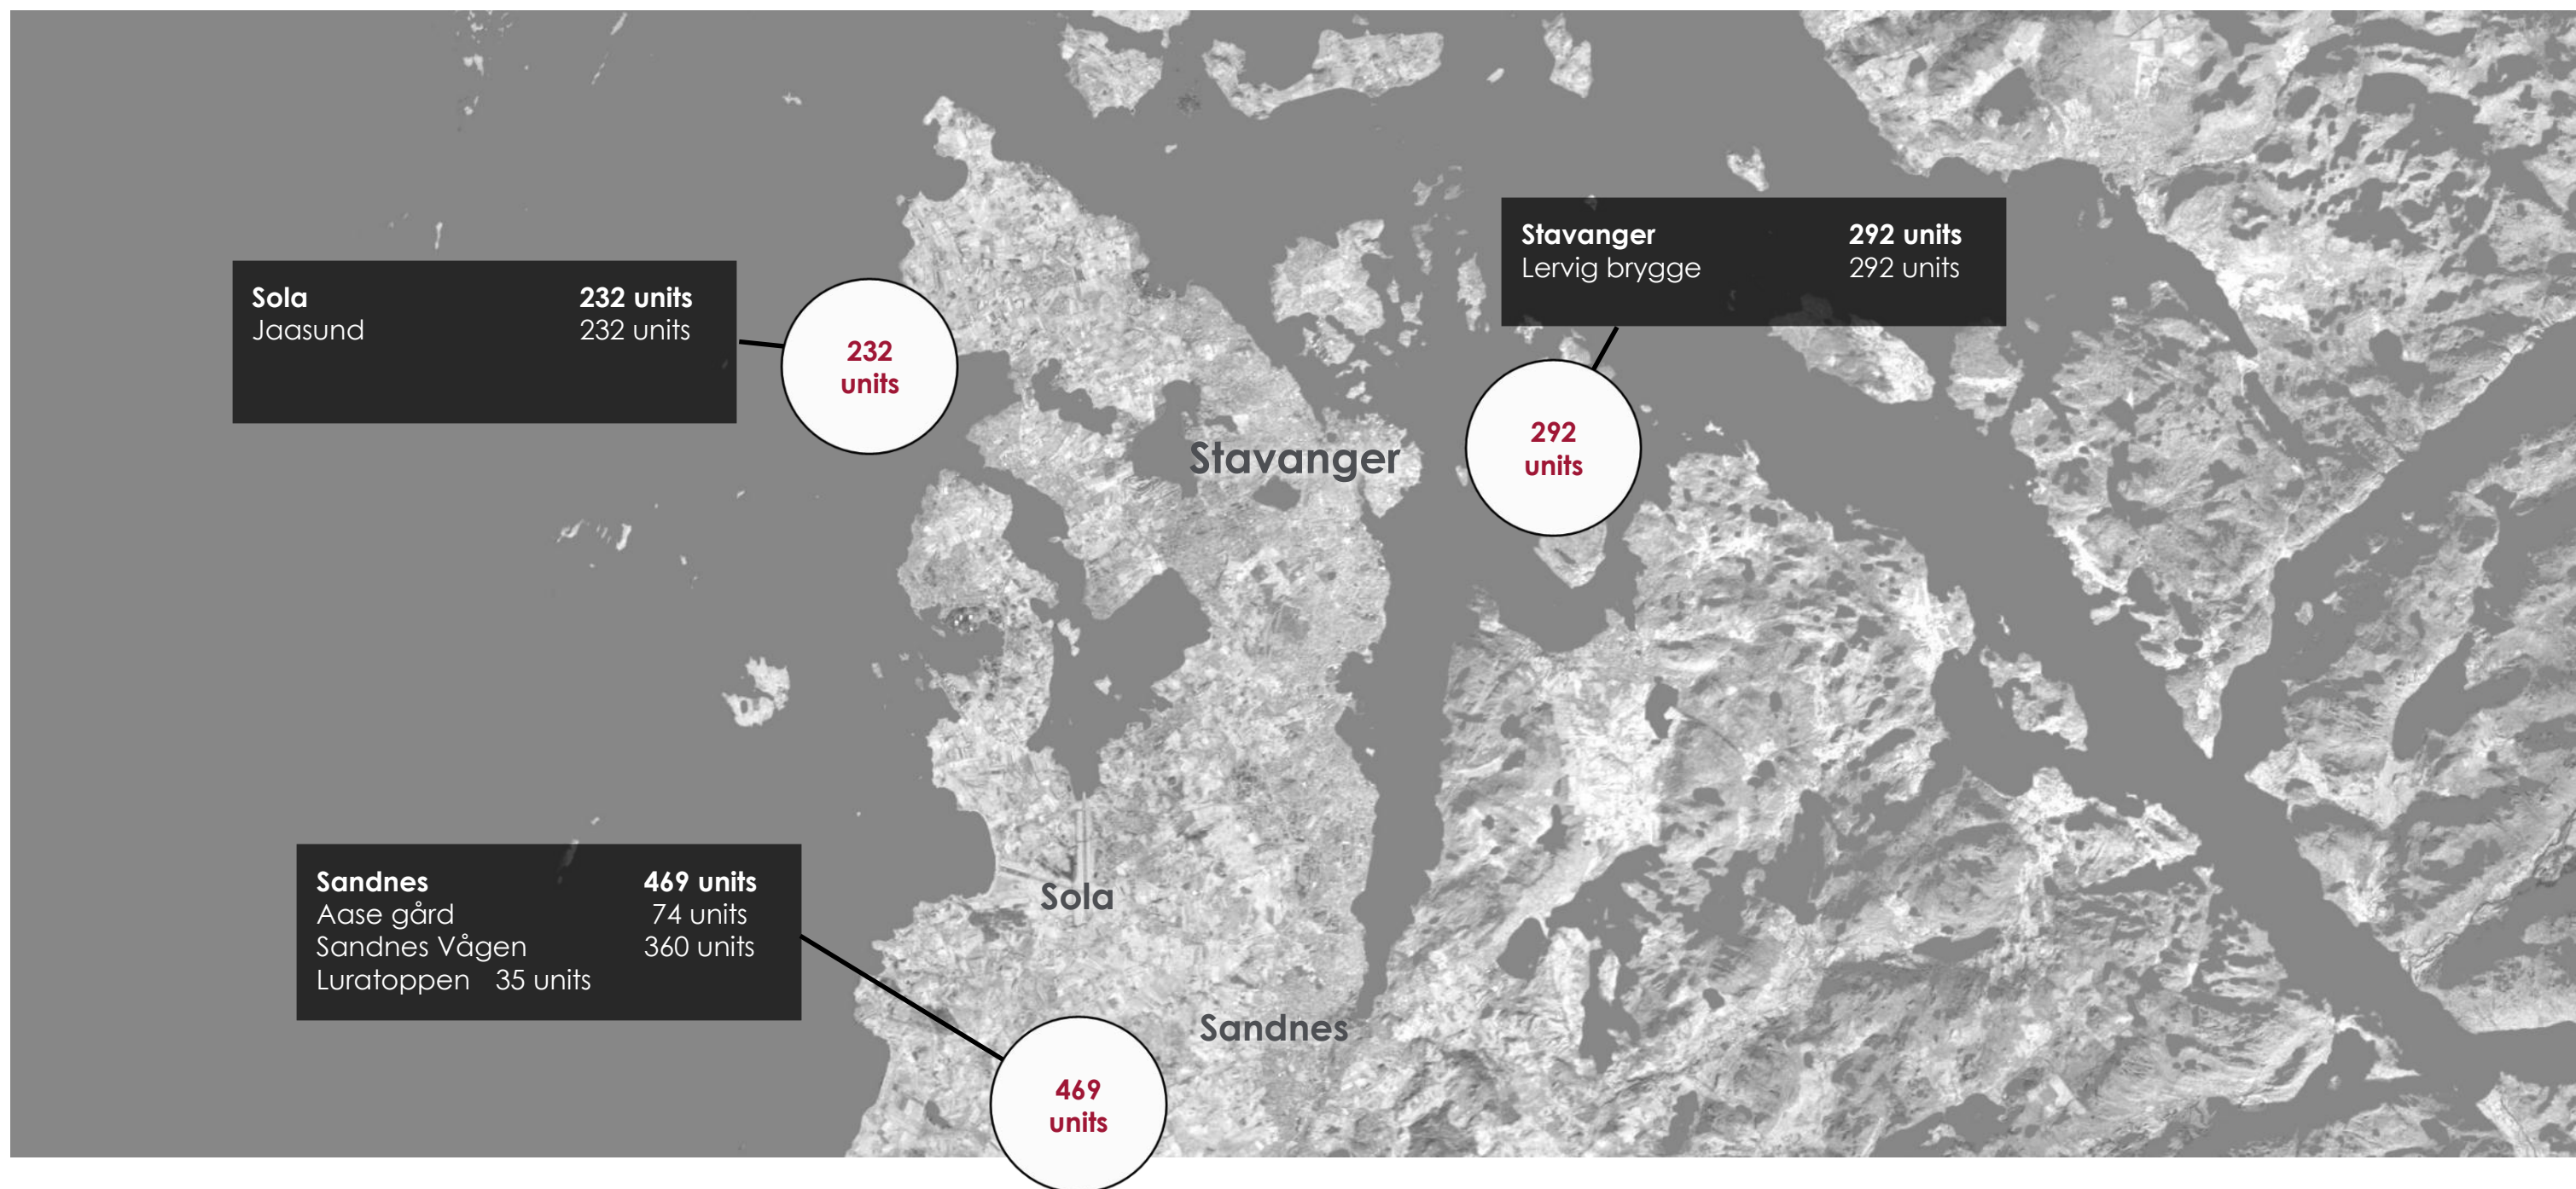 Stavanger 292 units
Lervig brygge 292 units
Sola 232 units
Jaasund 232 units
232
units
292
units
Stavanger
Sandnes 469 units
Aase gård 74 units
Sandnes Vågen 360 units
Luratoppen 35 units
Sola
Sandnes
469
units